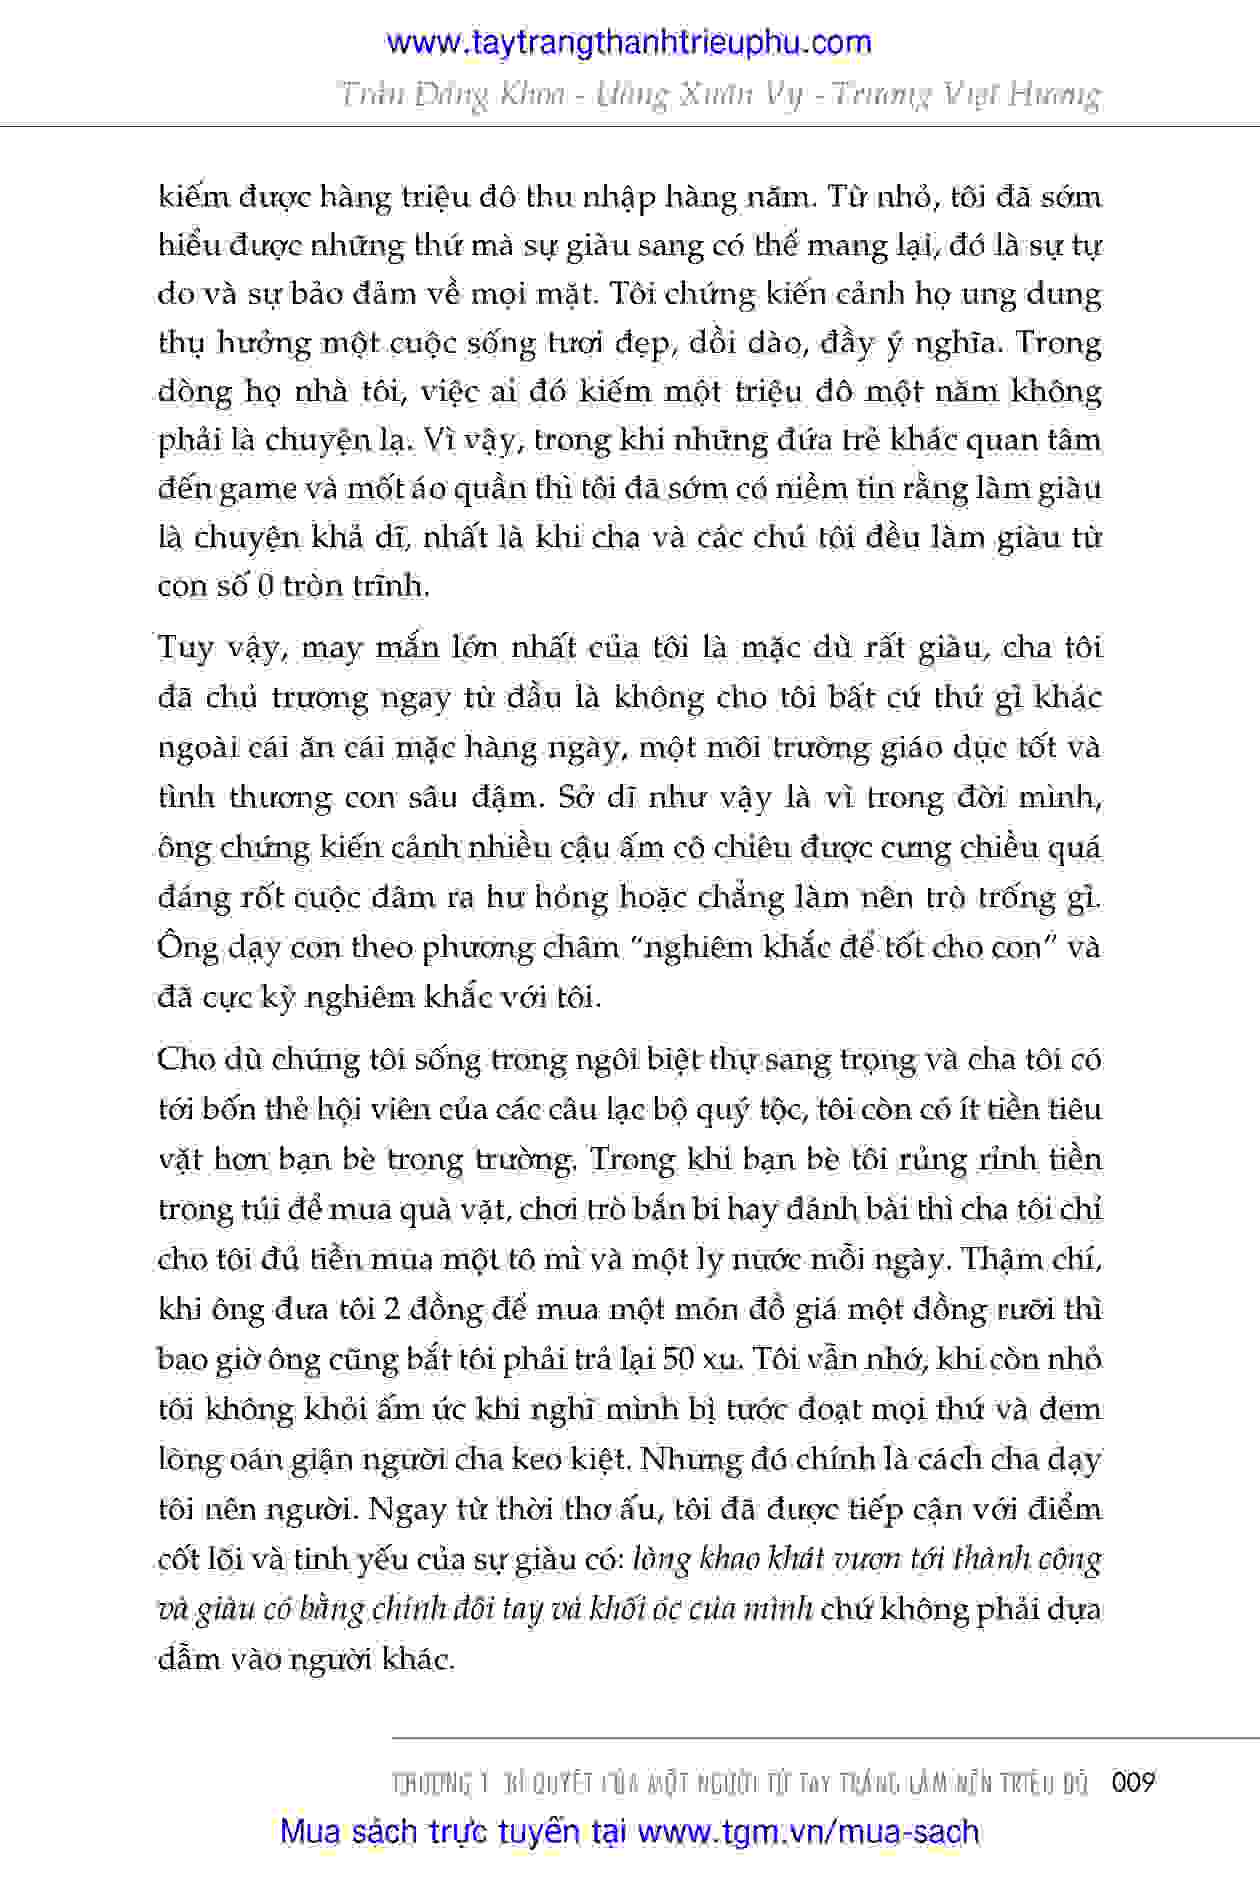 www.taytrangthanhtrieuphu.com
Trần Đăng Khoa - Uông Xuân Vy - Trương Việt Hương
kiếm được hàng triệu đô thu nhập hàng năm. Từ nhỏ, tôi đã sớm
hiểu được những thứ mà sự giàu sang có thể mang lại, đó là sự tự
do và sự bảo đảm về mọi mặt. Tôi chứng kiến cảnh họ ung dung
thụ hưởng một cuộc sống tươi đẹp, dồi dào, đầy ý nghĩa. Trong
dòng họ nhà tôi, việc ai đó kiếm một triệu đô một năm không
phải là chuyện lạ. Vì vậy, trong khi những đứa trẻ khác quan tâm
đến game và mốt áo quần thì tôi đã sớm có niềm tin rằng làm giàu
là chuyện khả dĩ, nhất là khi cha và các chú tôi đều làm giàu từ
con số 0 tròn trĩnh.
Tuy vậy, may mắn lớn nhất của tôi là mặc dù rất giàu, cha tôi
đã chủ trương ngay từ đầu là không cho tôi bất cứ thứ gì khác
ngoài cái ăn cái mặc hàng ngày, một môi trường giáo dục tốt và
tình thương con sâu đậm. Sở dĩ như vậy là vì trong đời mình,
ông chứng kiến cảnh nhiều cậu ấm cô chiêu được cưng chiều quá
đáng rốt cuộc đâm ra hư hỏng hoặc chẳng làm nên trò trống gì.
Ông dạy con theo phương châm “nghiêm khắc để tốt cho con” và
đã cực kỳ nghiêm khắc với tôi.
Cho dù chúng tôi sống trong ngôi biệt thự sang trọng và cha tôi có
tới bốn thẻ hội viên của các câu lạc bộ quý tộc, tôi còn có ít tiền tiêu
vặt hơn bạn bè trong trường. Trong khi bạn bè tôi rủng rỉnh tiền
trong túi để mua quà vặt, chơi trò bắn bi hay đánh bài thì cha tôi chỉ
cho tôi đủ tiền mua một tô mì và một ly nước mỗi ngày. Thậm chí,
khi ông đưa tôi 2 đồng để mua một món đồ giá một đồng rưỡi thì
bao giờ ông cũng bắt tôi phải trả lại 50 xu. Tôi vẫn nhớ, khi còn nhỏ
tôi không khỏi ấm ức khi nghĩ mình bị tước đoạt mọi thứ và đem
lòng oán giận người cha keo kiệt. Nhưng đó chính là cách cha dạy
tôi nên người. Ngay từ thời thơ ấu, tôi đã được tiếp cận với điểm
cốt lõi và tinh yếu của sự giàu có: lòng khao khát vươn tới thành công
và giàu có bằng chính đôi tay và khối óc của mình chứ không phải dựa
dẫm vào người khác.
CHƯƠNG 1 BÍ QUYẾT CỦA MỘT NGƯỜI TỪ TAY TRẮNG LÀM NÊN TRIỆU ĐÔ 009
Mua sách trực tuyến tại www.tgm.vn/mua-sach